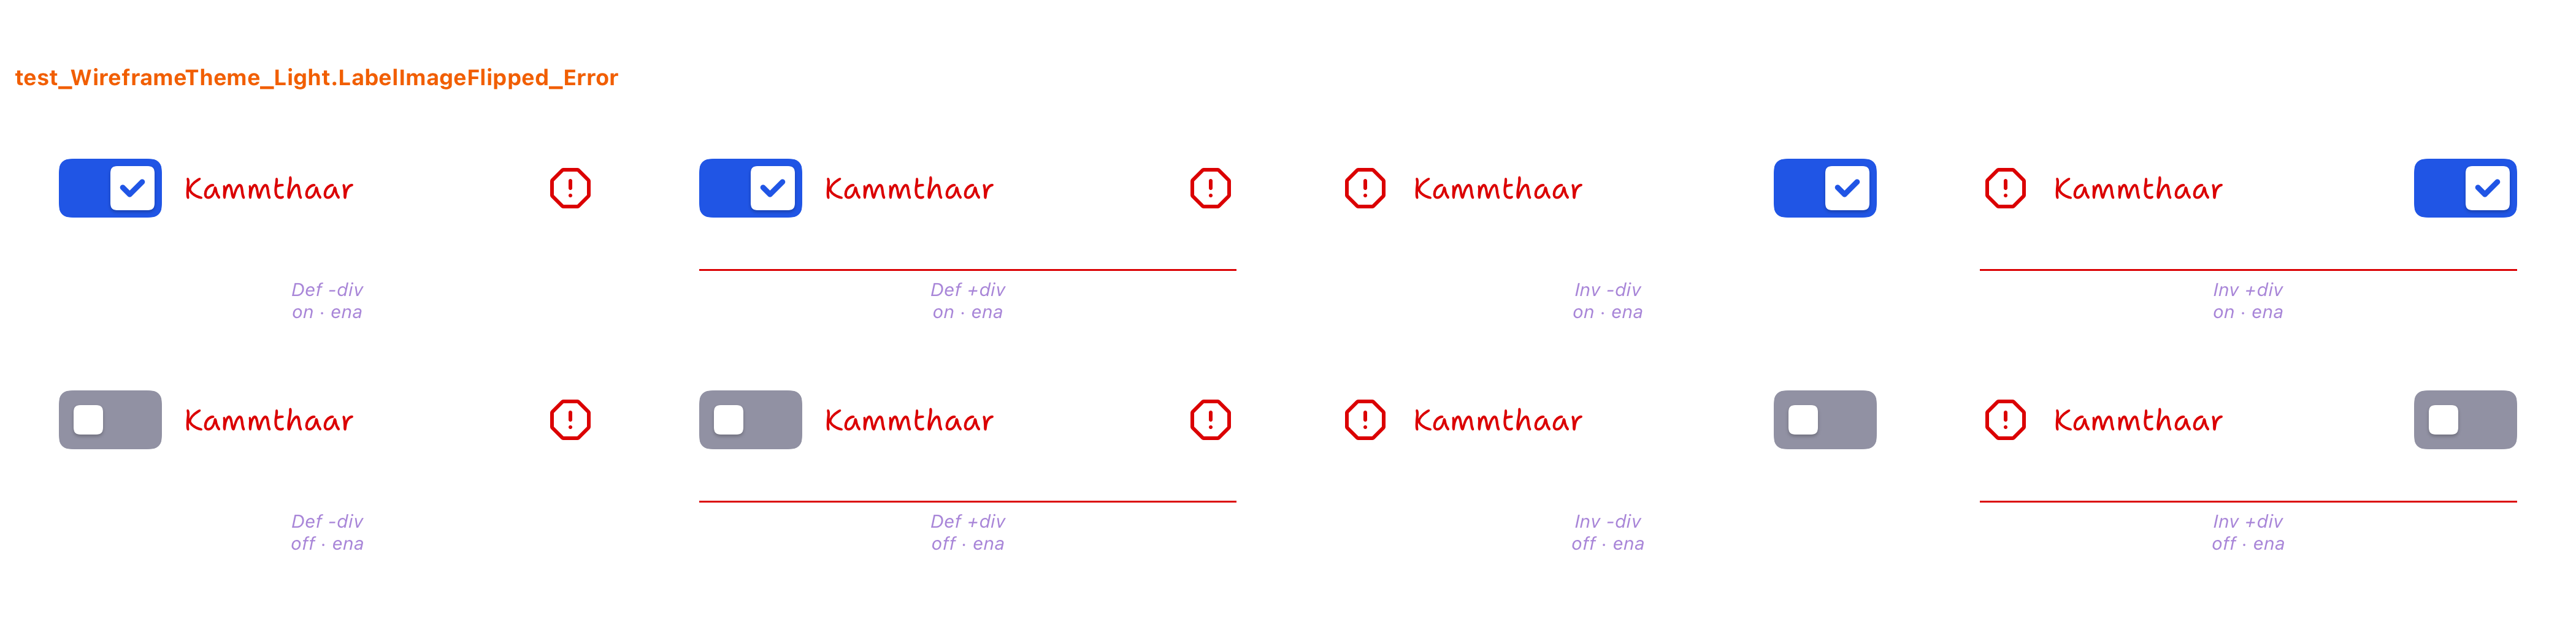 test_WireframeTheme_Light.LabelImageFlipped_Error
Kammthaar
Kammthaar
Kammthaar
Kammthaar
Def -div
on · ena
Def +div
on · ena
Inv -div
on · ena
Inv +div
on · ena
Kammthaar
Kammthaar
Kammthaar
Kammthaar
Def -div
off · ena
Def +div
off · ena
Inv -div
off · ena
Inv +div
off · ena